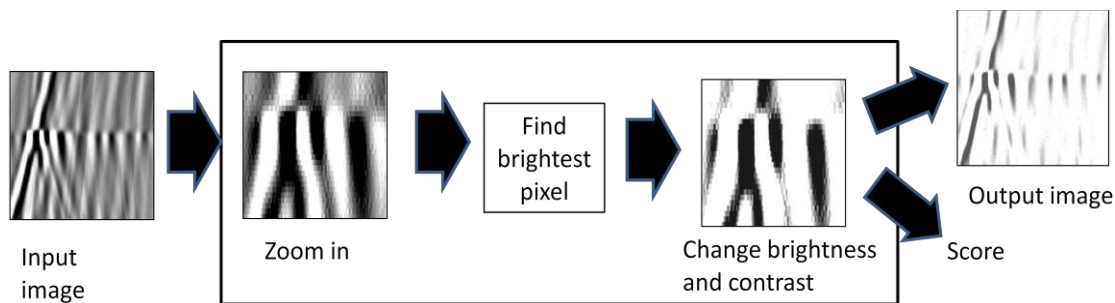 Input
image
Zoom in
Find
brightest
pixel
Change brightness
and contrast
Output image
Score